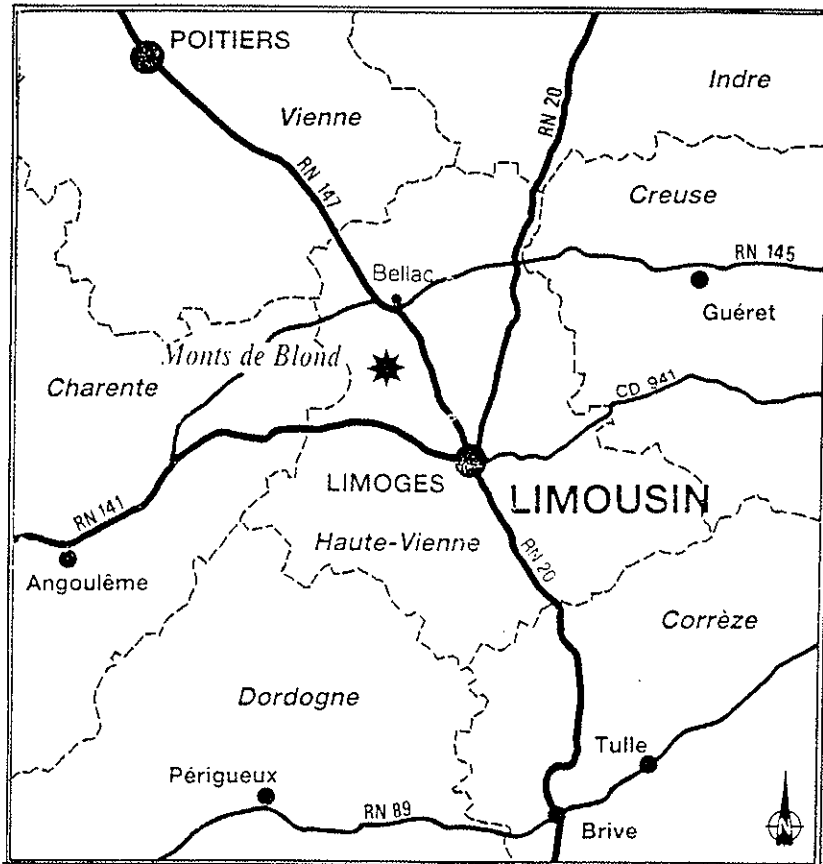 POITIERS
Indre
RN 20
Vienne
RN 147
Creuse
RN 145
Bellac
Guéret
Monts de Blond
Charente
CD 941
LIMOGES
LIMOUSIN
RN 141
Haute-Vienne
RN 20
Angoulême
Corrèze
Dordogne
Tulle
Périgueux
RN 89
Brive
N